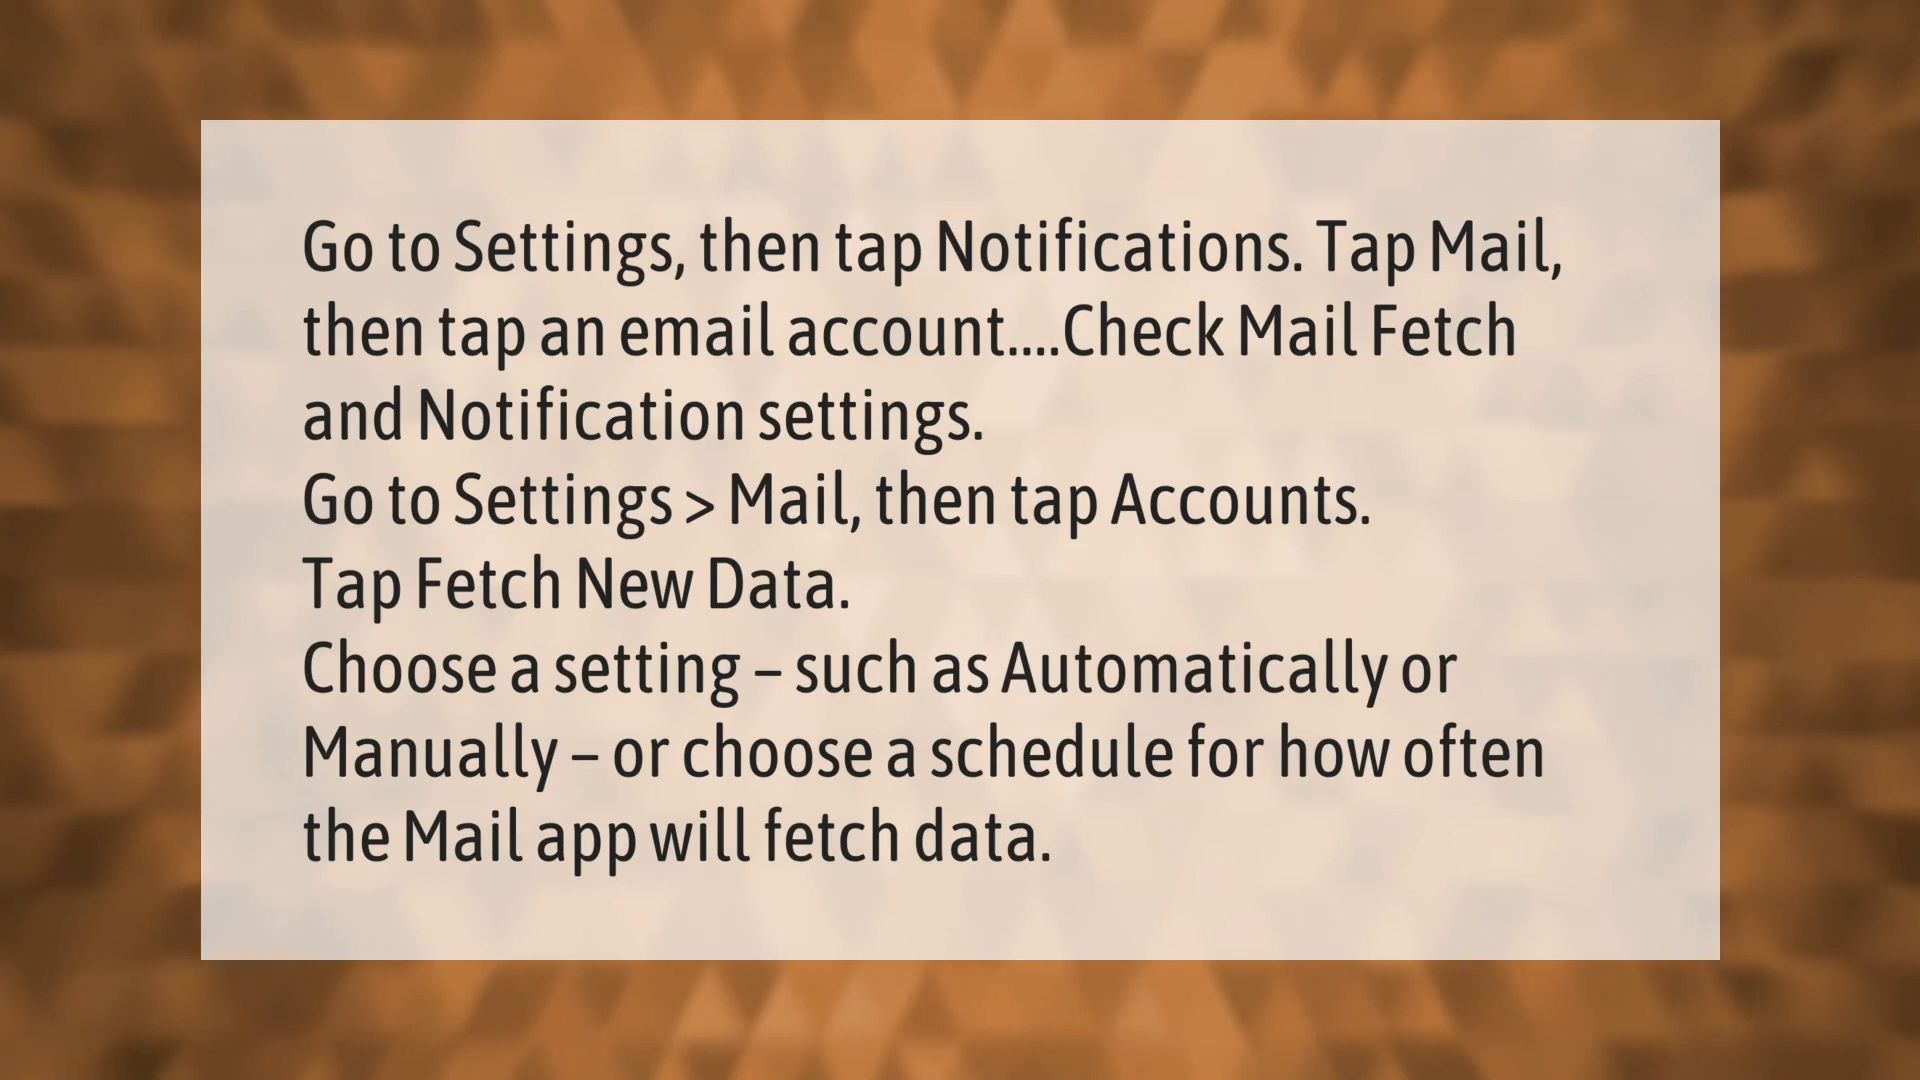 Go to Settings, then tap Notifications. Tap Mail,
then tap an email account....Check Mail Fetch
and Notification settings.
Go to Settings > Mail, then tap Accounts.
Tap Fetch New Data.
Choose a setting – such as Automatically or
Manually – or choose a schedule for how often
the Mail app will fetch data.